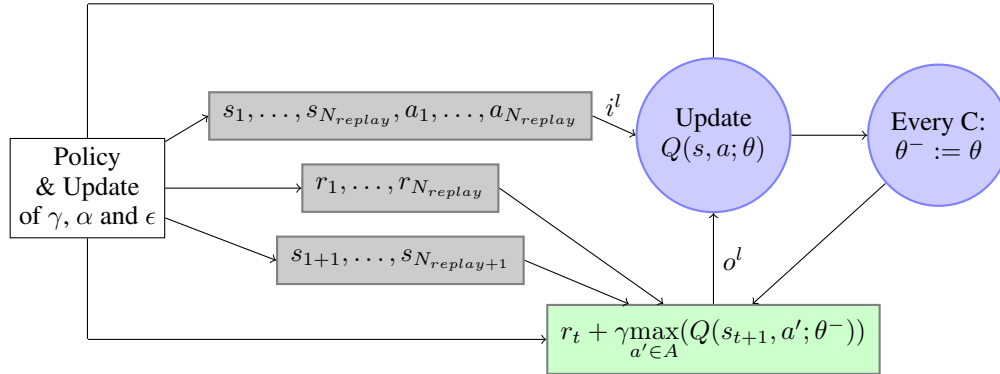 s_1, …, s_{N_{replay}}, a_1, …, a_{N_{replay}}
i^l
Update
Q(s, a; θ)
Every C:
θ^− := θ
Policy
& Update
of γ, α and ϵ
r_1, …, r_{N_{replay}}
s_{1+1}, …, s_{N_{replay+1}}
o^l
r_t + γ max_{a′∈A}(Q(s_{t+1}, a′; θ^−))